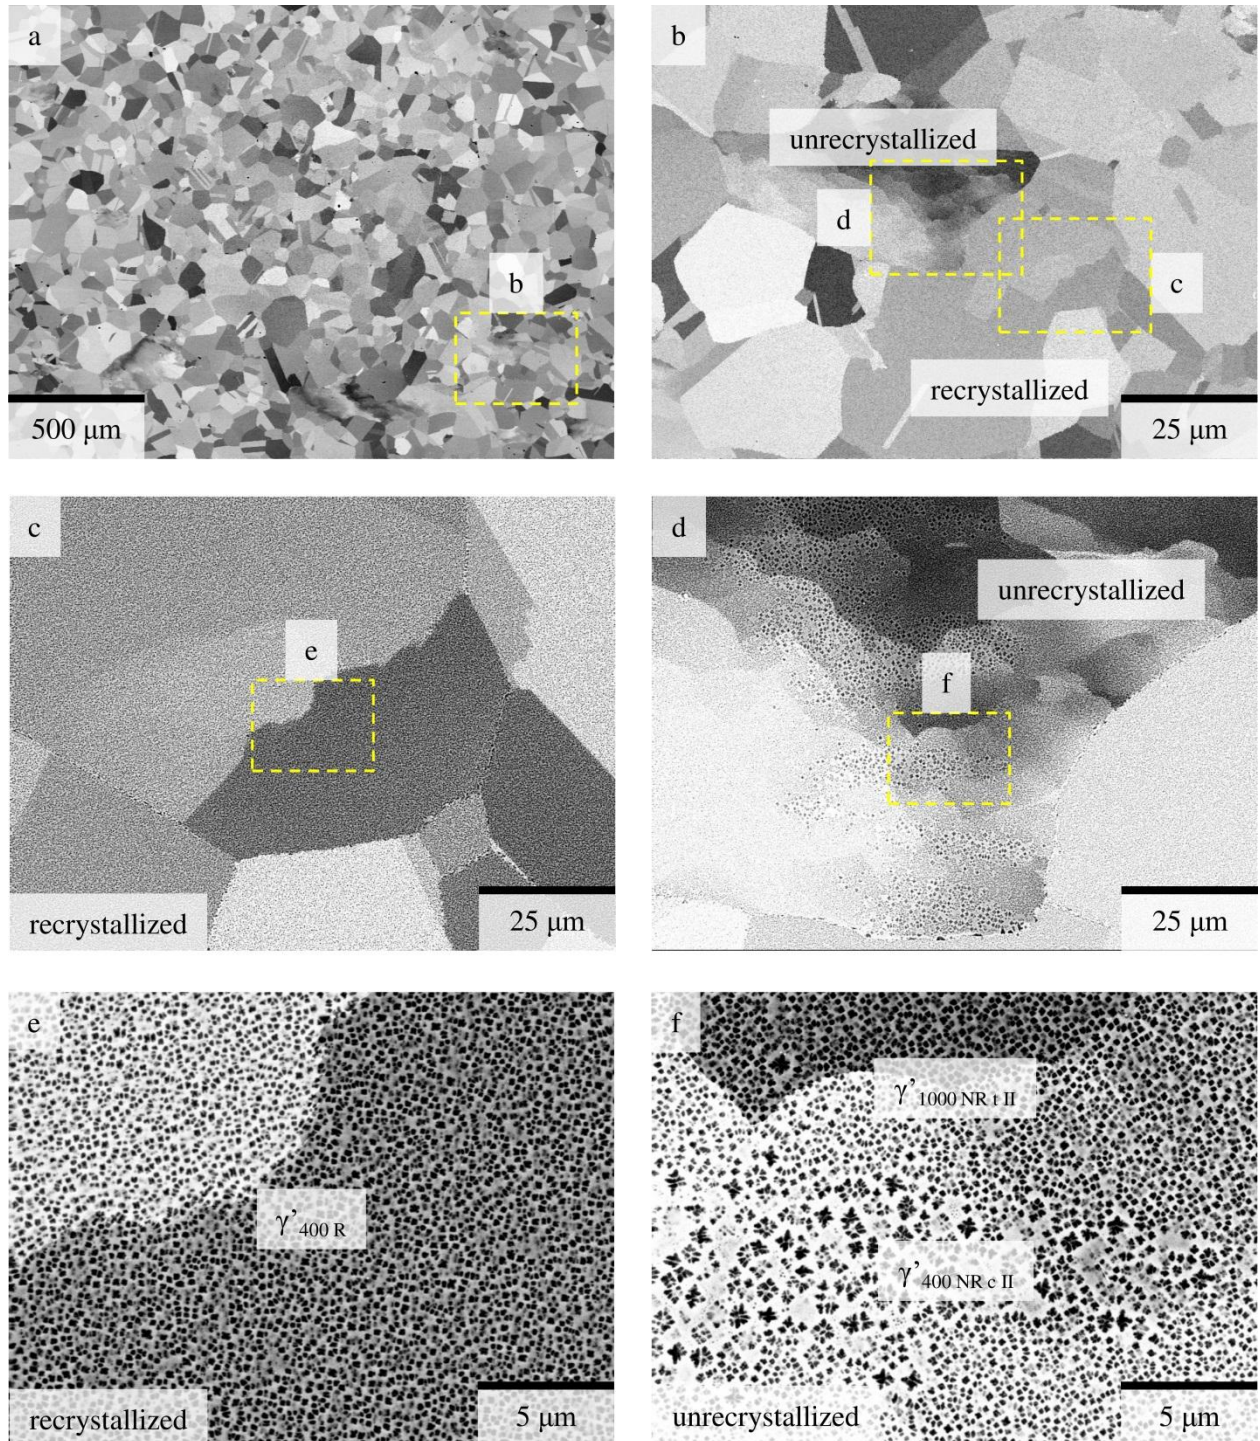 a
b
500 μm
b
unrecrystallized
d
c
recrystallized
25 μm
c
e
recrystallized
25 μm
d
unrecrystallized
f
25 μm
e
γ’400 R
recrystallized
5 μm
f
γ’1000 NR t II
γ’400 NR c II
unrecrystallized
5 μm